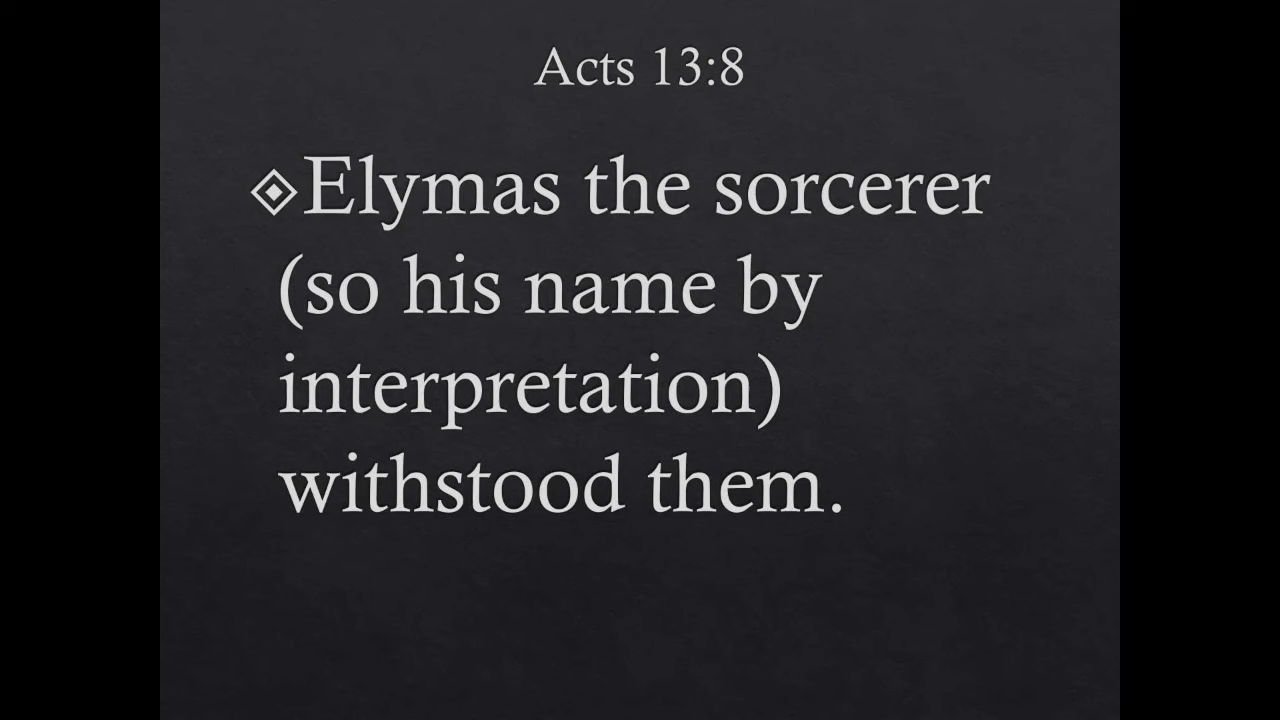 Acts 13:8
Elymas the sorcerer
(so his name by
interpretation)
withstood them.